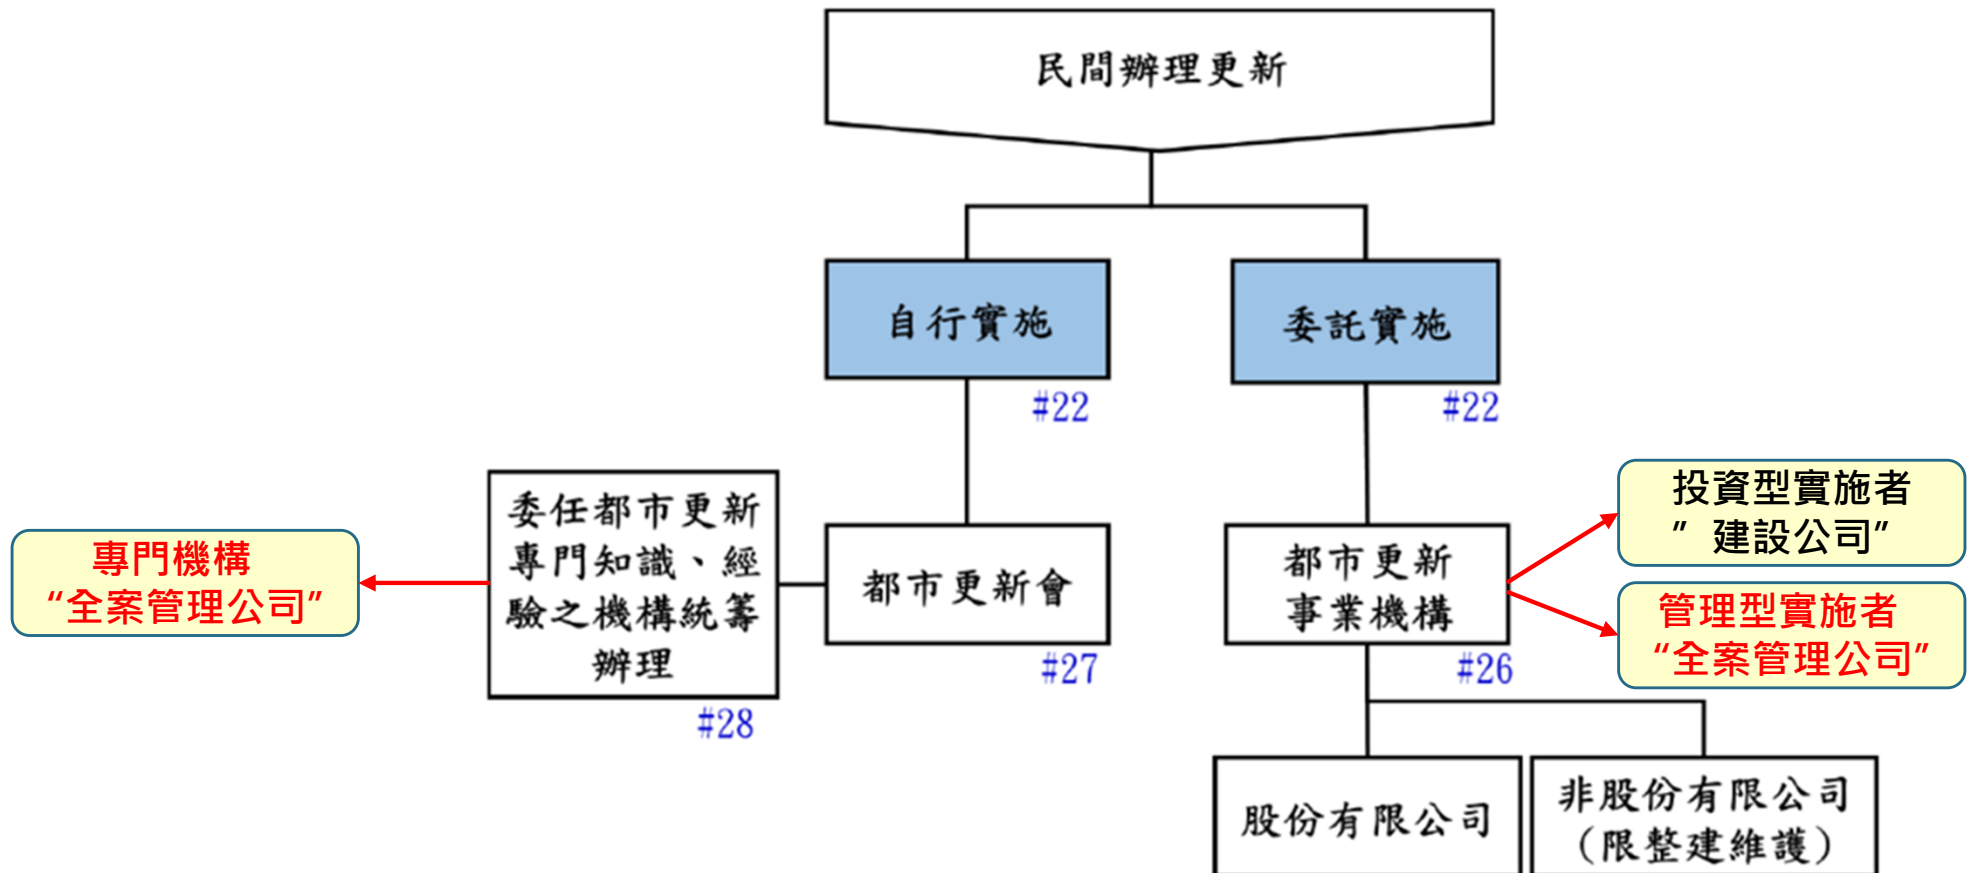 民間辦理更新
自行實施
#22
委託實施
#22
專門機構
“全案管理公司”
委任都市更新
專門知識、經
驗之機構統籌
辦理
#28
都市更新會
#27
都市更新
事業機構
#26
投資型實施者
”建設公司”
管理型實施者
“全案管理公司”
股份有限公司
非股份有限公司
(限整建維護)